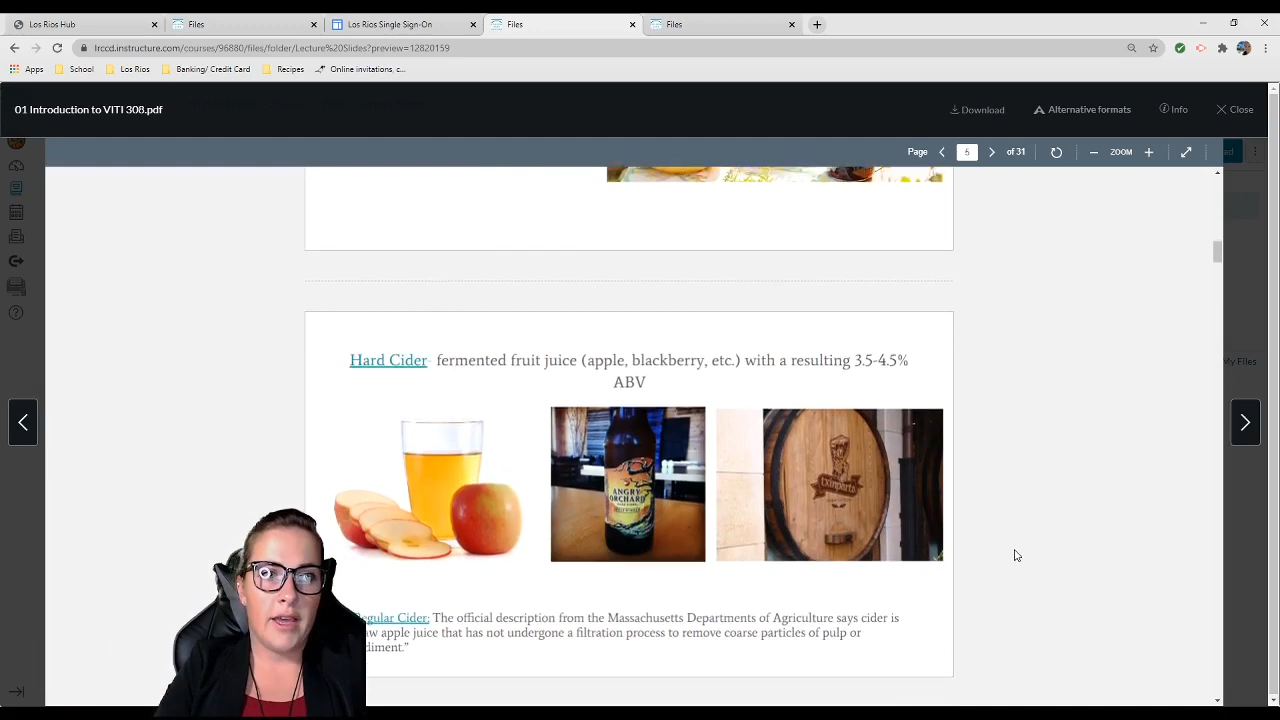 Los Rios Hub
Files
Los Rios Single Sign-On
Files
Files
lrccd.instructure.com/courses/96880/files/folder/Lecture%20Slides?preview=12820159
Apps
School
Los Rios
Banking/ Credit Card
Recipes
Online invitations, c...
01 Introduction to VITI 308.pdf
Download
Alternative formats
Info
Close
Page
5
of 31
ZOOM
Hard Cider- fermented fruit juice (apple, blackberry, etc.) with a resulting 3.5-4.5%
ABV
ANGRY
ORCHARD
txinparta
egular Cider: The official description from the Massachusetts Departments of Agriculture says cider is
aw apple juice that has not undergone a filtration process to remove coarse particles of pulp or
diment."
My Files